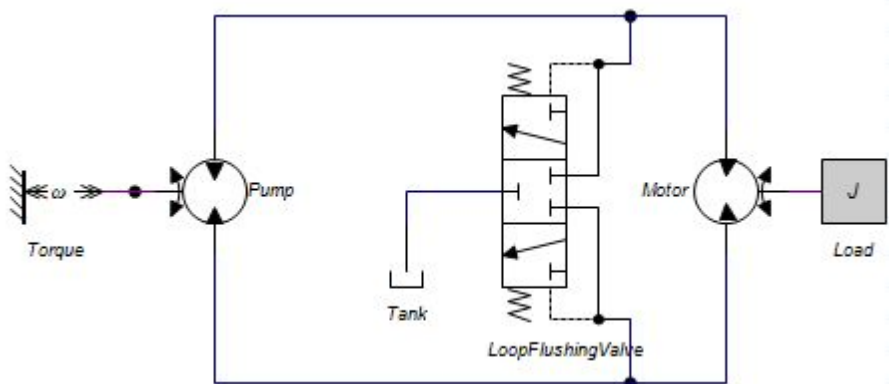 ω
Pump
Motor
J
Torque
Load
Tank
LoopFlushingValve